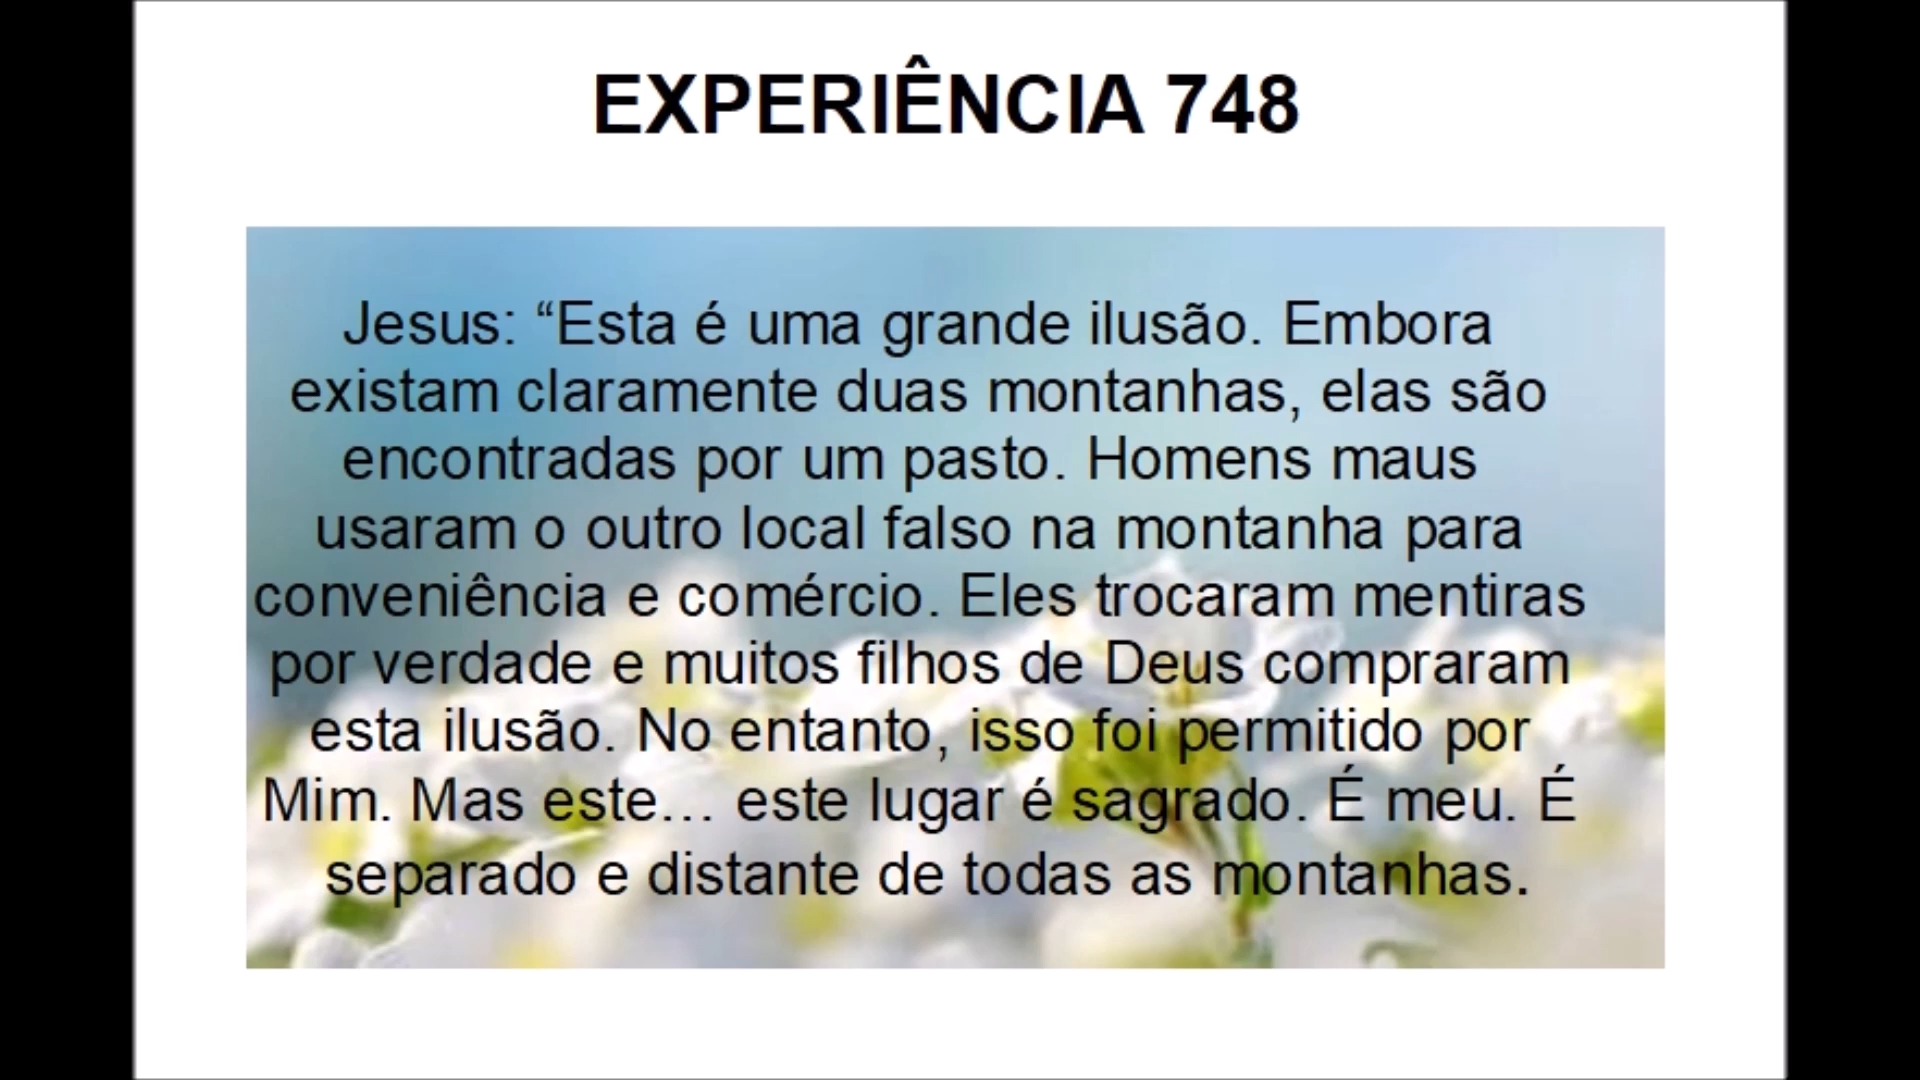 EXPERIÊNCIA 748
Jesus: “Esta é uma grande ilusão. Embora
existam claramente duas montanhas, elas são
encontradas por um pasto. Homens maus
usaram o outro local falso na montanha para
conveniência e comércio. Eles trocaram mentiras
por verdade e muitos filhos de Deus compraram
esta ilusão. No entanto, isso foi permitido por
Mim. Mas este… este lugar é sagrado. É meu. É
separado e distante de todas as montanhas.